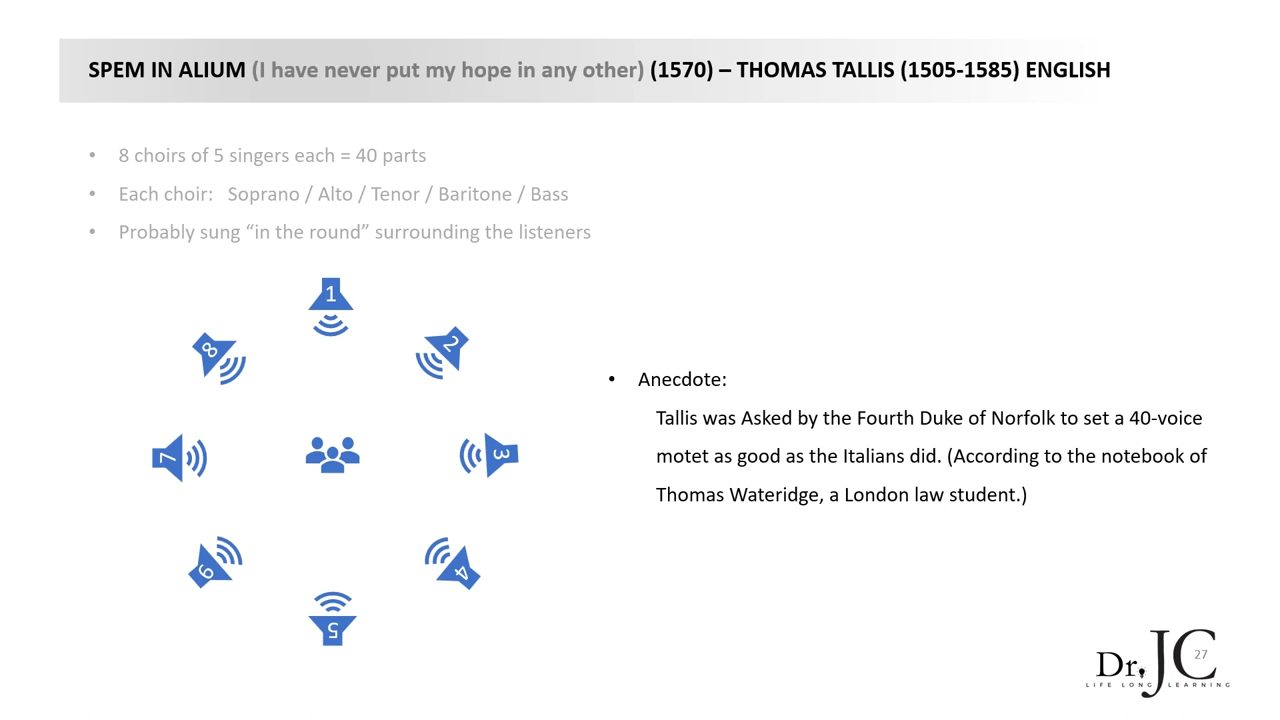 SPEM IN ALIUM (I have never put my hope in any other) (1570) – THOMAS TALLIS (1505-1585) ENGLISH
• 8 choirs of 5 singers each = 40 parts
• Each choir: Soprano / Alto / Tenor / Baritone / Bass
• Probably sung “in the round” surrounding the listeners
1
8
2
7
3
6
4
5
• Anecdote:
Tallis was Asked by the Fourth Duke of Norfolk to set a 40-voice
motet as good as the Italians did. (According to the notebook of
Thomas Wateridge, a London law student.)
Dr. JC
27
LIFE LONG LEARNING